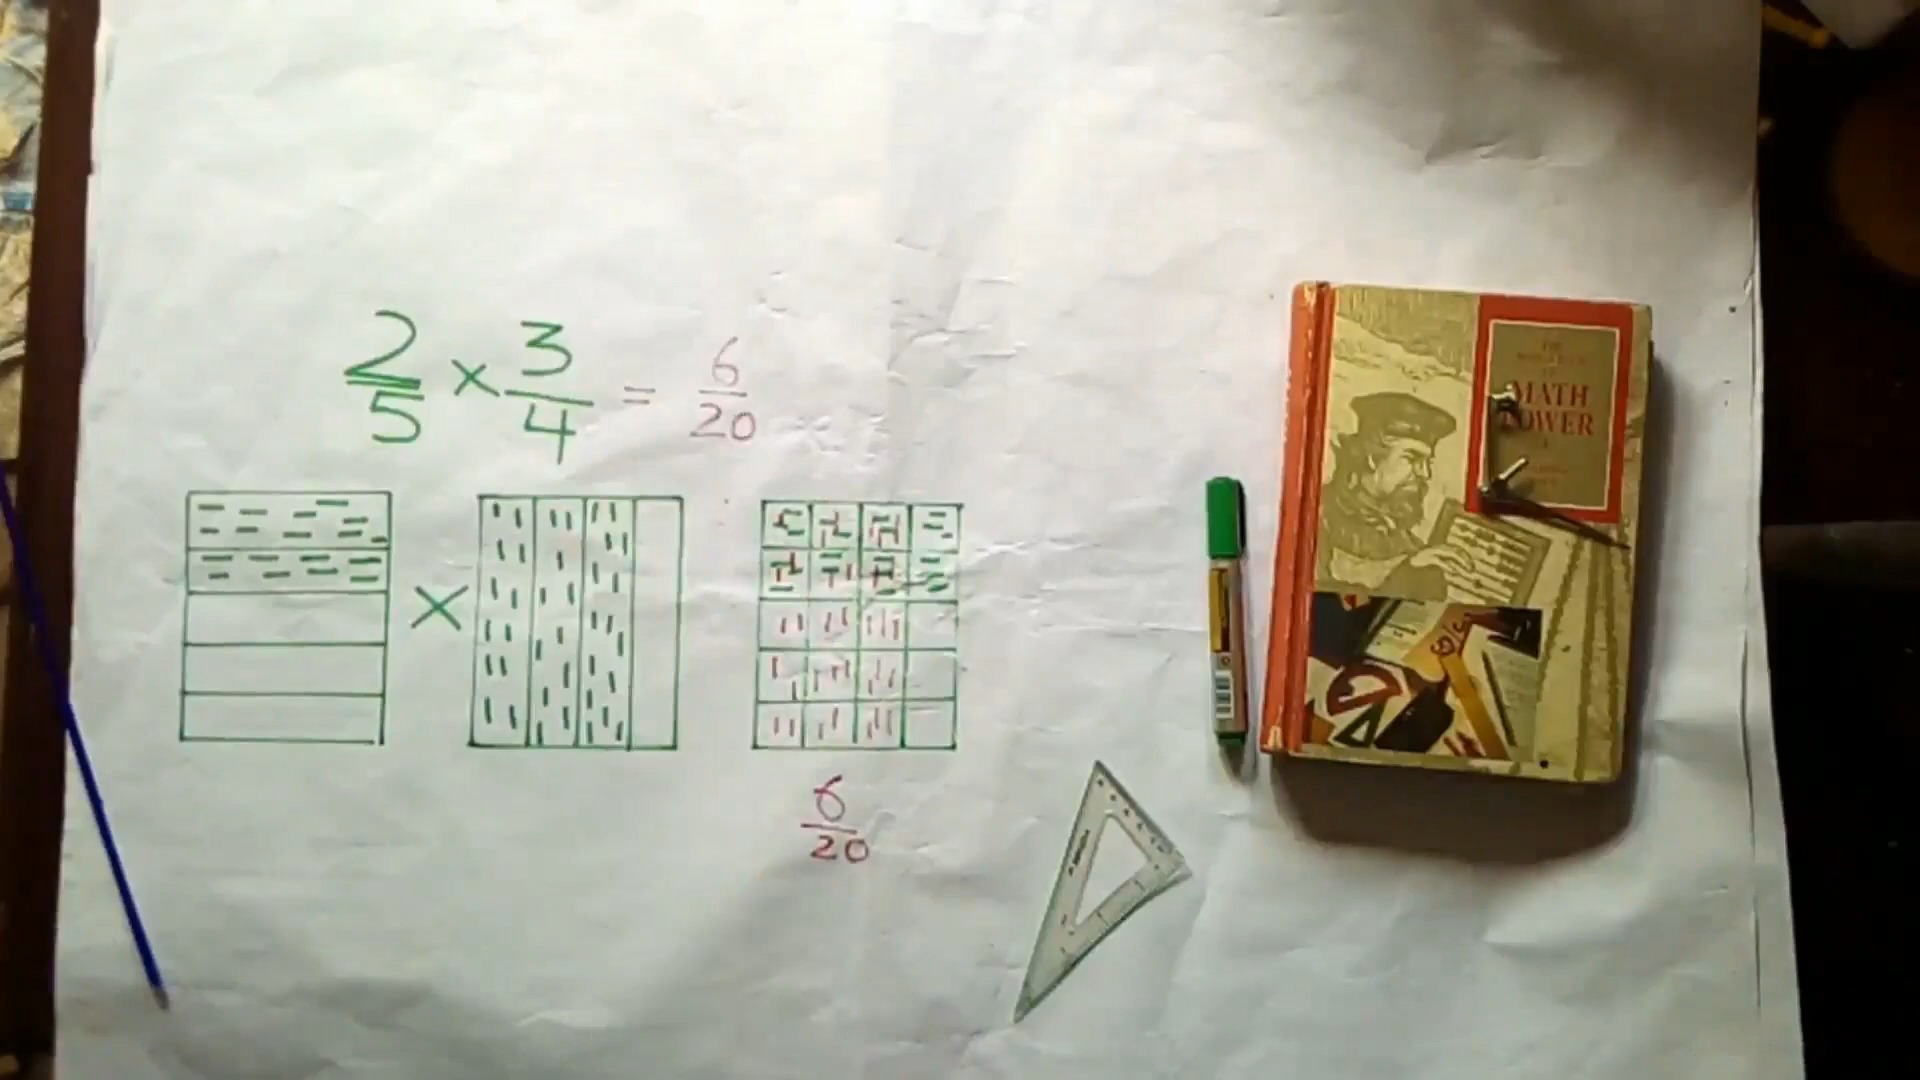 2/5 × 3/4 = 6/20
×
6/20
MATH
POWER